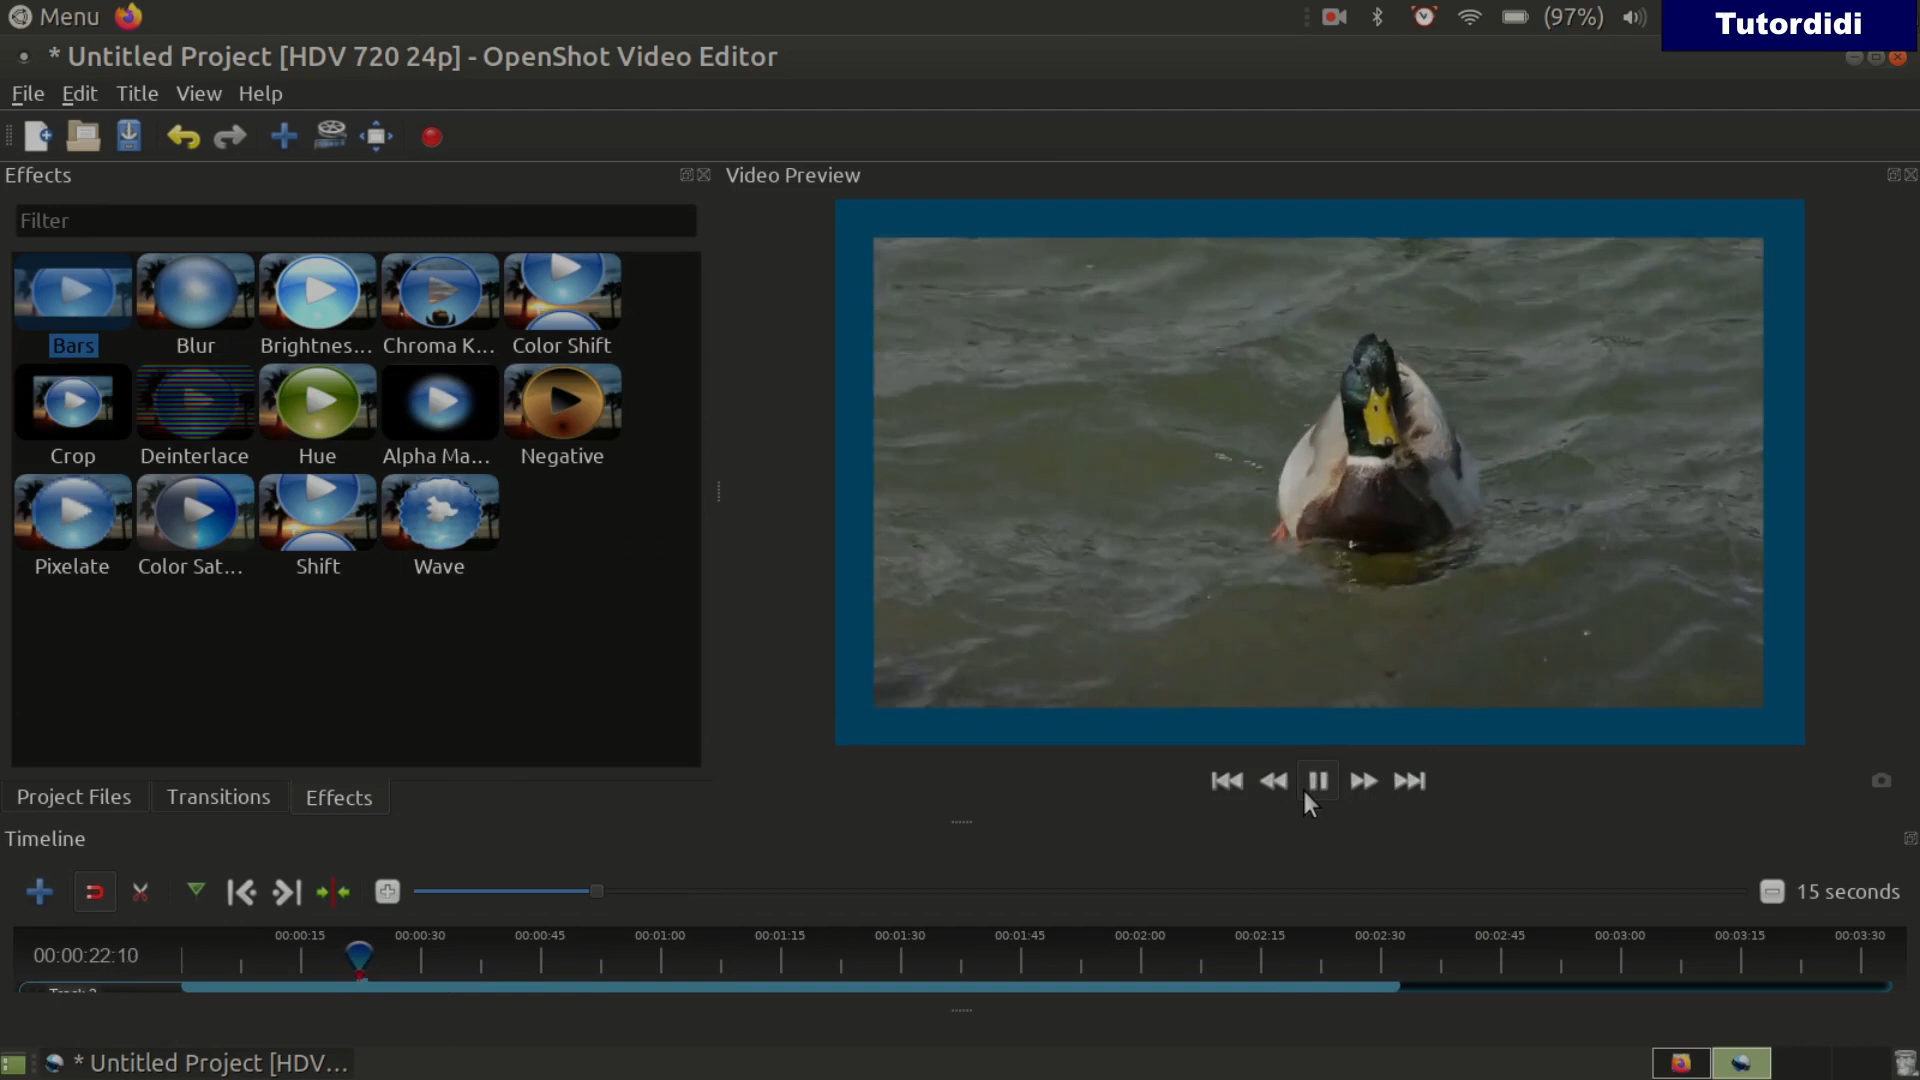 Menu
(97%)
Tutordidi
* Untitled Project [HDV 720 24p] - OpenShot Video Editor
File Edit Title View Help
Effects
Video Preview
Filter
Bars
Blur
Brightnes...
Chroma K...
Color Shift
Crop
Deinterlace
Hue
Alpha Ma...
Negative
Pixelate
Color Sat...
Shift
Wave
Project Files
Transitions
Effects
Timeline
15 seconds
00:00:22:10
00:00:15 00:00:30 00:00:45 00:01:00 00:01:15 00:01:30 00:01:45 00:02:00 00:02:15 00:02:30 00:02:45 00:03:00 00:03:15 00:03:30
* Untitled Project [HDV...